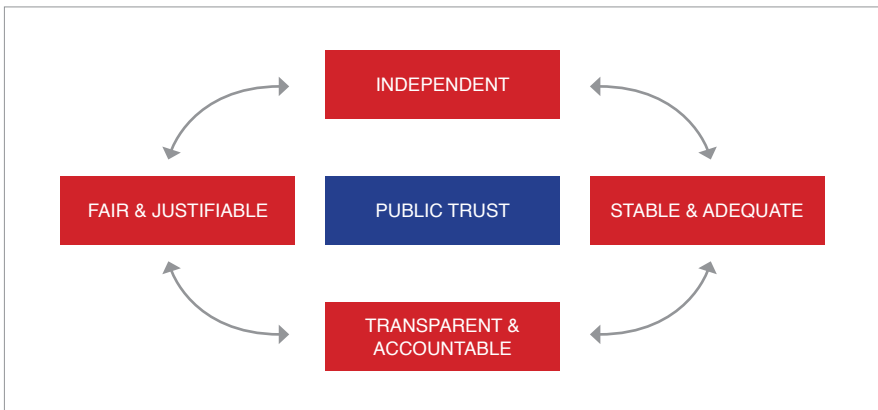 INDEPENDENT
FAIR & JUSTIFIABLE
PUBLIC TRUST
STABLE & ADEQUATE
TRANSPARENT &
ACCOUNTABLE